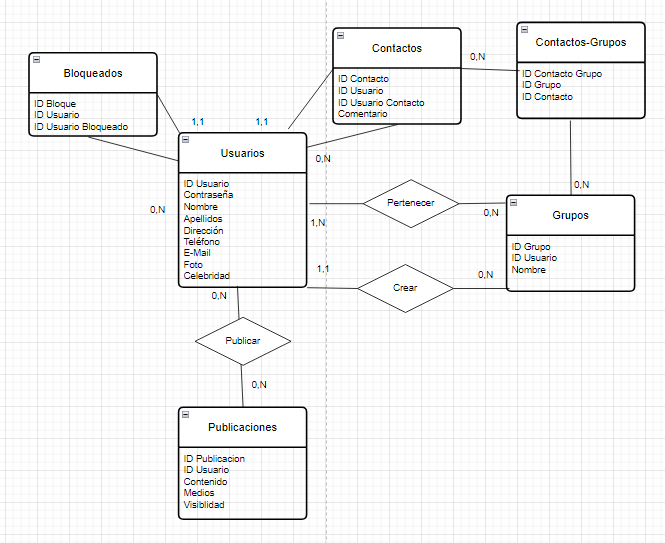 Bloqueados
ID Bloque
ID Usuario
ID Usuario Bloqueado
Contactos
ID Contacto
ID Usuario
ID Usuario Contacto
Comentario
0,N
Contactos-Grupos
ID Contacto Grupo
ID Grupo
ID Contacto
1,1
1,1
Usuarios
ID Usuario
Contraseña
Nombre
Apellidos
Dirección
Teléfono
E-Mail
Foto
Celebridad
0,N
0,N
0,N
1,N
Pertenecer
0,N
Grupos
ID Grupo
ID Usuario
Nombre
1,1
Crear
0,N
0,N
Publicar
0,N
Publicaciones
ID Publicacion
ID Usuario
Contenido
Medios
Visiblidad